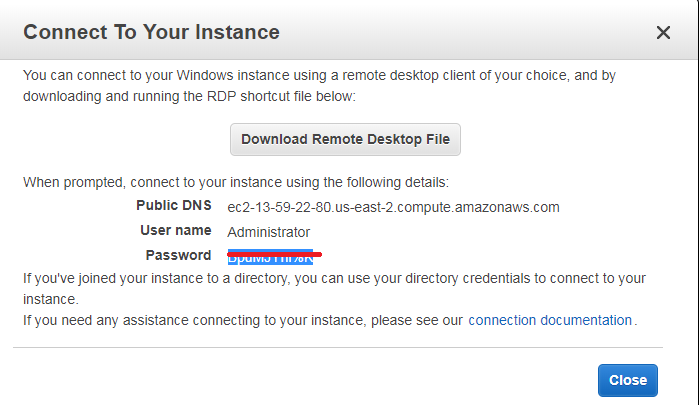 Connect To Your Instance
You can connect to your Windows instance using a remote desktop client of your choice, and by
downloading and running the RDP shortcut file below:
Download Remote Desktop File
When prompted, connect to your instance using the following details:
Public DNS ec2-13-59-22-80.us-east-2.compute.amazonaws.com
User name Administrator
Password
If you've joined your instance to a directory, you can use your directory credentials to connect to your
instance.
If you need any assistance connecting to your instance, please see our connection documentation.
Close